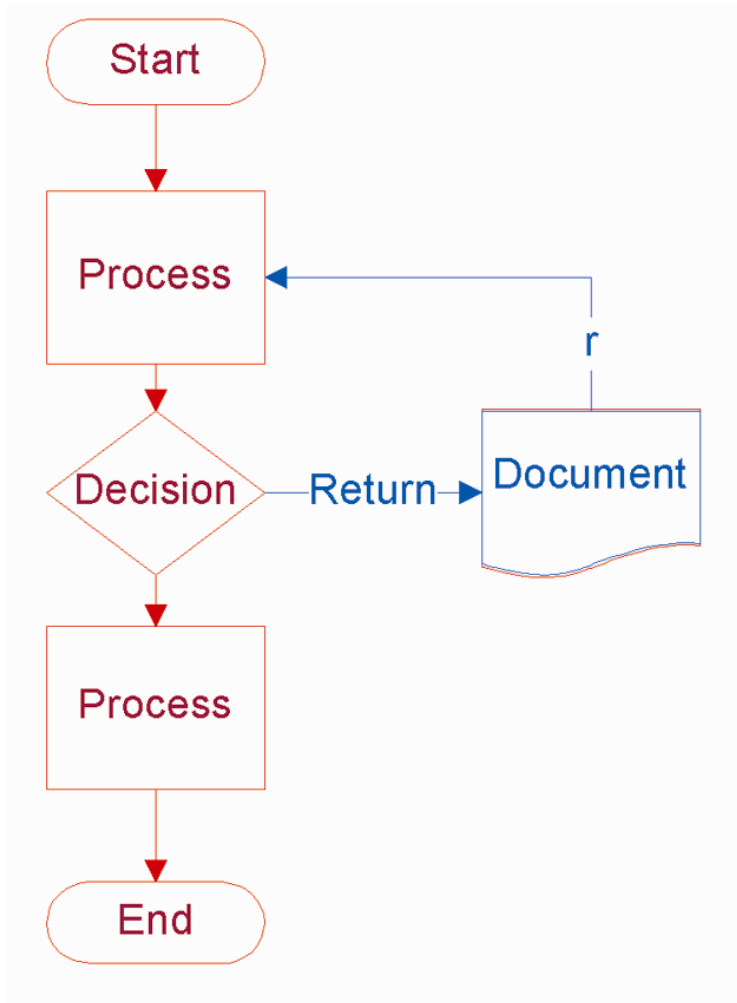 Start
Process
r
Decision
Return
Document
Process
End